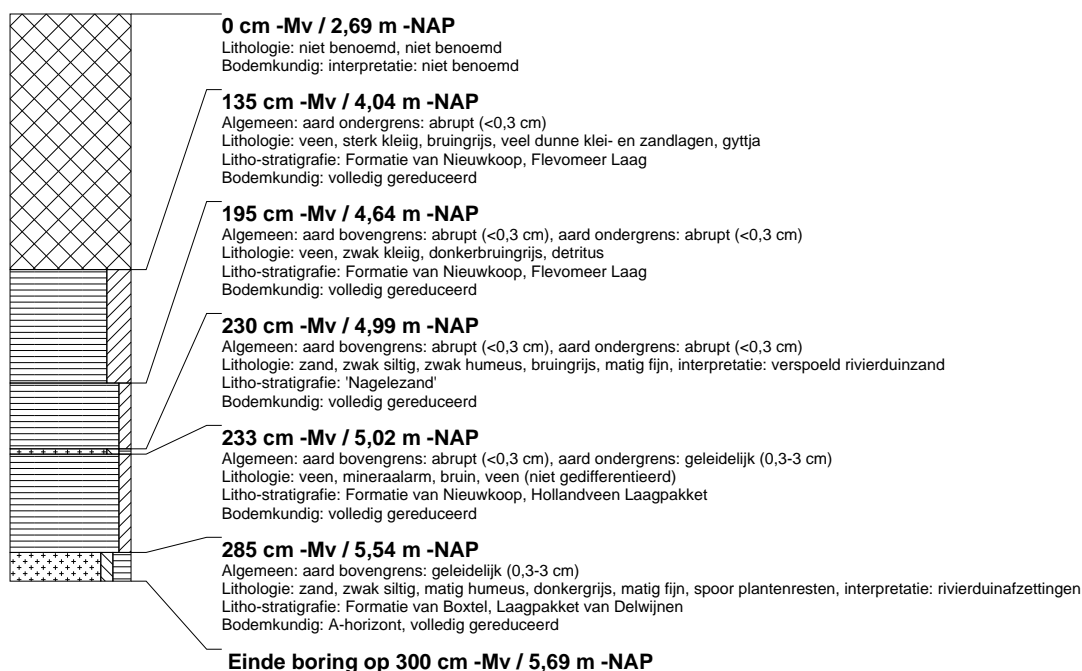 0 cm -Mv / 2,69 m -NAP
Lithologie: niet benoemd, niet benoemd
Bodemkundig: interpretatie: niet benoemd
135 cm -Mv / 4,04 m -NAP
Algemeen: aard ondergrens: abrupt (<0,3 cm)
Lithologie: veen, sterk kleiig, bruingrijs, veel dunne klei- en zandlagen, gyttja
Litho-stratigrafie: Formatie van Nieuwkoop, Flevomeer Laag
Bodemkundig: volledig gereduceerd
195 cm -Mv / 4,64 m -NAP
Algemeen: aard bovengrens: abrupt (<0,3 cm), aard ondergrens: abrupt (<0,3 cm)
Lithologie: veen, zwak kleiig, donkerbruingrijs, detritus
Litho-stratigrafie: Formatie van Nieuwkoop, Flevomeer Laag
Bodemkundig: volledig gereduceerd
230 cm -Mv / 4,99 m -NAP
Algemeen: aard bovengrens: abrupt (<0,3 cm), aard ondergrens: abrupt (<0,3 cm)
Lithologie: zand, zwak siltig, zwak humeus, bruingrijs, matig fijn, interpretatie: verspoeld rivierduinzand
Litho-stratigrafie: 'Nagelezand'
Bodemkundig: volledig gereduceerd
233 cm -Mv / 5,02 m -NAP
Algemeen: aard bovengrens: abrupt (<0,3 cm), aard ondergrens: geleidelijk (0,3-3 cm)
Lithologie: veen, mineraalarm, bruin, veen (niet gedifferentieerd)
Litho-stratigrafie: Formatie van Nieuwkoop, Hollandveen Laagpakket
Bodemkundig: volledig gereduceerd
285 cm -Mv / 5,54 m -NAP
Algemeen: aard bovengrens: geleidelijk (0,3-3 cm)
Lithologie: zand, zwak siltig, matig humeus, donkergrijs, matig fijn, spoor plantenresten, interpretatie: rivierduinafzettingen
Litho-stratigrafie: Formatie van Boxtel, Laagpakket van Delwijnen
Bodemkundig: A-horizont, volledig gereduceerd
Einde boring op 300 cm -Mv / 5,69 m -NAP